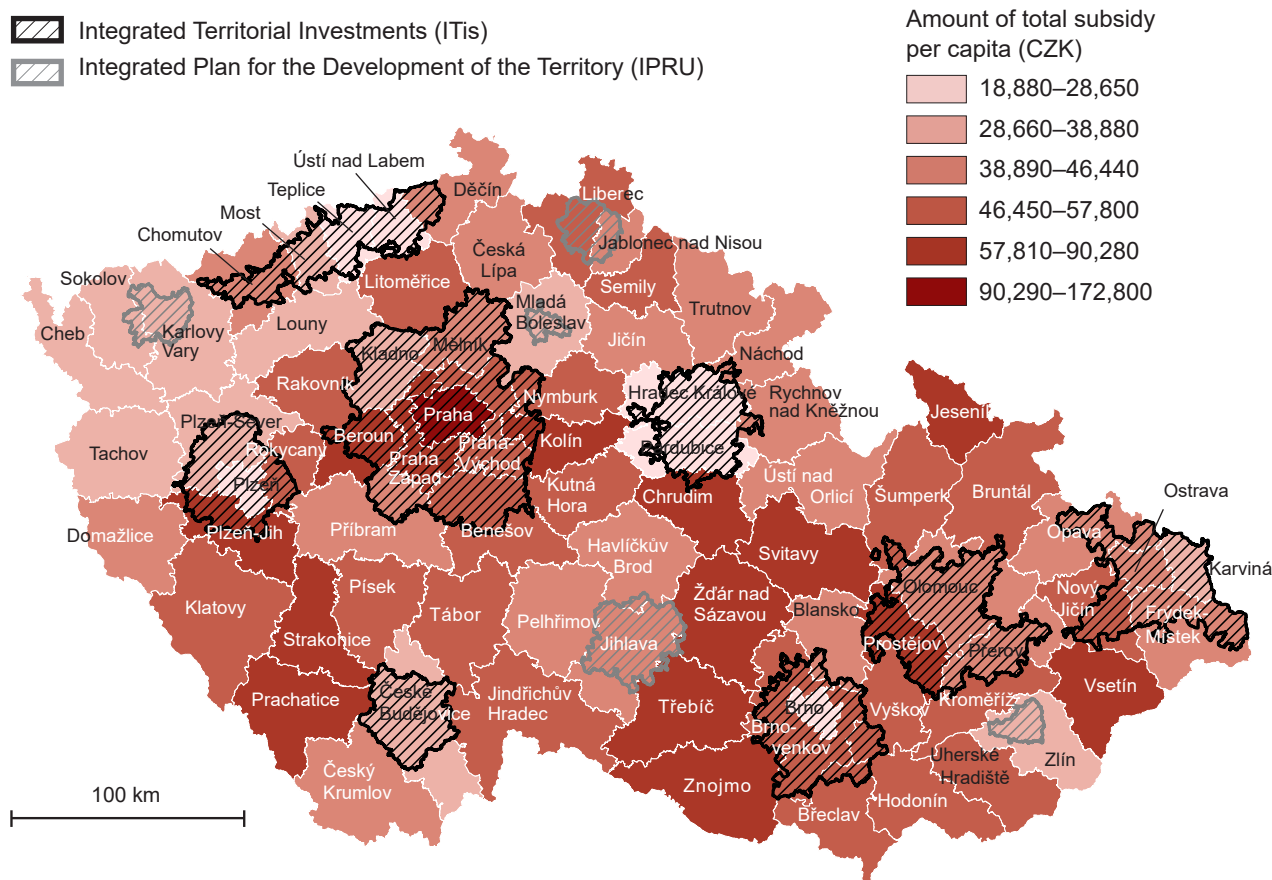 Integrated Territorial Investments (ITis)
Integrated Plan for the Development of the Territory (IPRU)
Amount of total subsidy
per capita (CZK)
18,880–28,650
28,660–38,880
38,890–46,440
46,450–57,800
57,810–90,280
90,290–172,800
Ústí nad Labem
Teplice
Most
Chomutov
Děčín
Liberec
Jablonec nad Nisou
Česká
Lípa
Sokolov
Litoměřice
Semily
Mladá
Boleslav
Trutnov
Cheb
Karlovy
Vary
Louny
Kladno
Mělník
Jičín
Náchod
Rakovník
Praha
Nymburk
Hradec Králové
Rychnov
nad Kněžnou
Jeseník
Plzeň-Sever
Rokycany
Beroun
Praha
Západ
Praha-
Východ
Kolín
Pardubice
Tachov
Plzeň
Kutná
Hora
Chrudim
Ústí nad
Orlicí
Šumperk
Bruntál
Ostrava
Domažlice
Plzeň-Jih
Příbram
Benešov
Havlíčkův
Brod
Svitavy
Opava
Karviná
Klatovy
Písek
Tábor
Pelhřimov
Jihlava
Žďár nad
Sázavou
Blansko
Olomouc
Nový
Jičín
Frýdek-
Místek
Strakonice
Prostějov
Přerov
Prachatice
České
Budějovice
Jindřichův
Hradec
Třebíč
Brno
Brno-
venkov
Vyškov
Kroměříž
Vsetín
Český
Krumlov
Znojmo
Uherské
Hradiště
Zlín
Břeclav
Hodonín
100 km